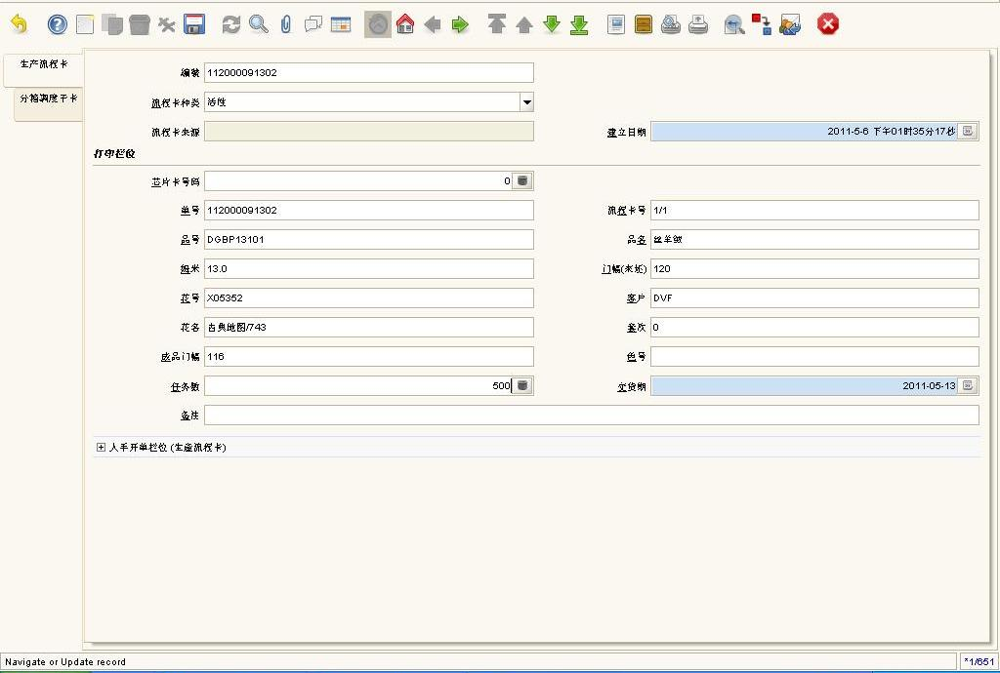 生产流程卡
分箱调度子卡
编制 112000091302
流程卡种类 活性
流程卡来源 建立日期 2011-5-6 下午01时35分17秒
打印栏位
芯片卡号码 0
单号 112000091302 流程卡号 1/1
品号 DGBP13101 品名 丝羊绒
姆米 13.0 门幅(来坯) 120
花号 X05352 客户 DVF
花名 古典地图/743 套次 0
成品门幅 116 色号
任务数 500 交货期 2011-05-13
备注
人手开单栏位 (生产流程卡)
Navigate or Update record *1/651